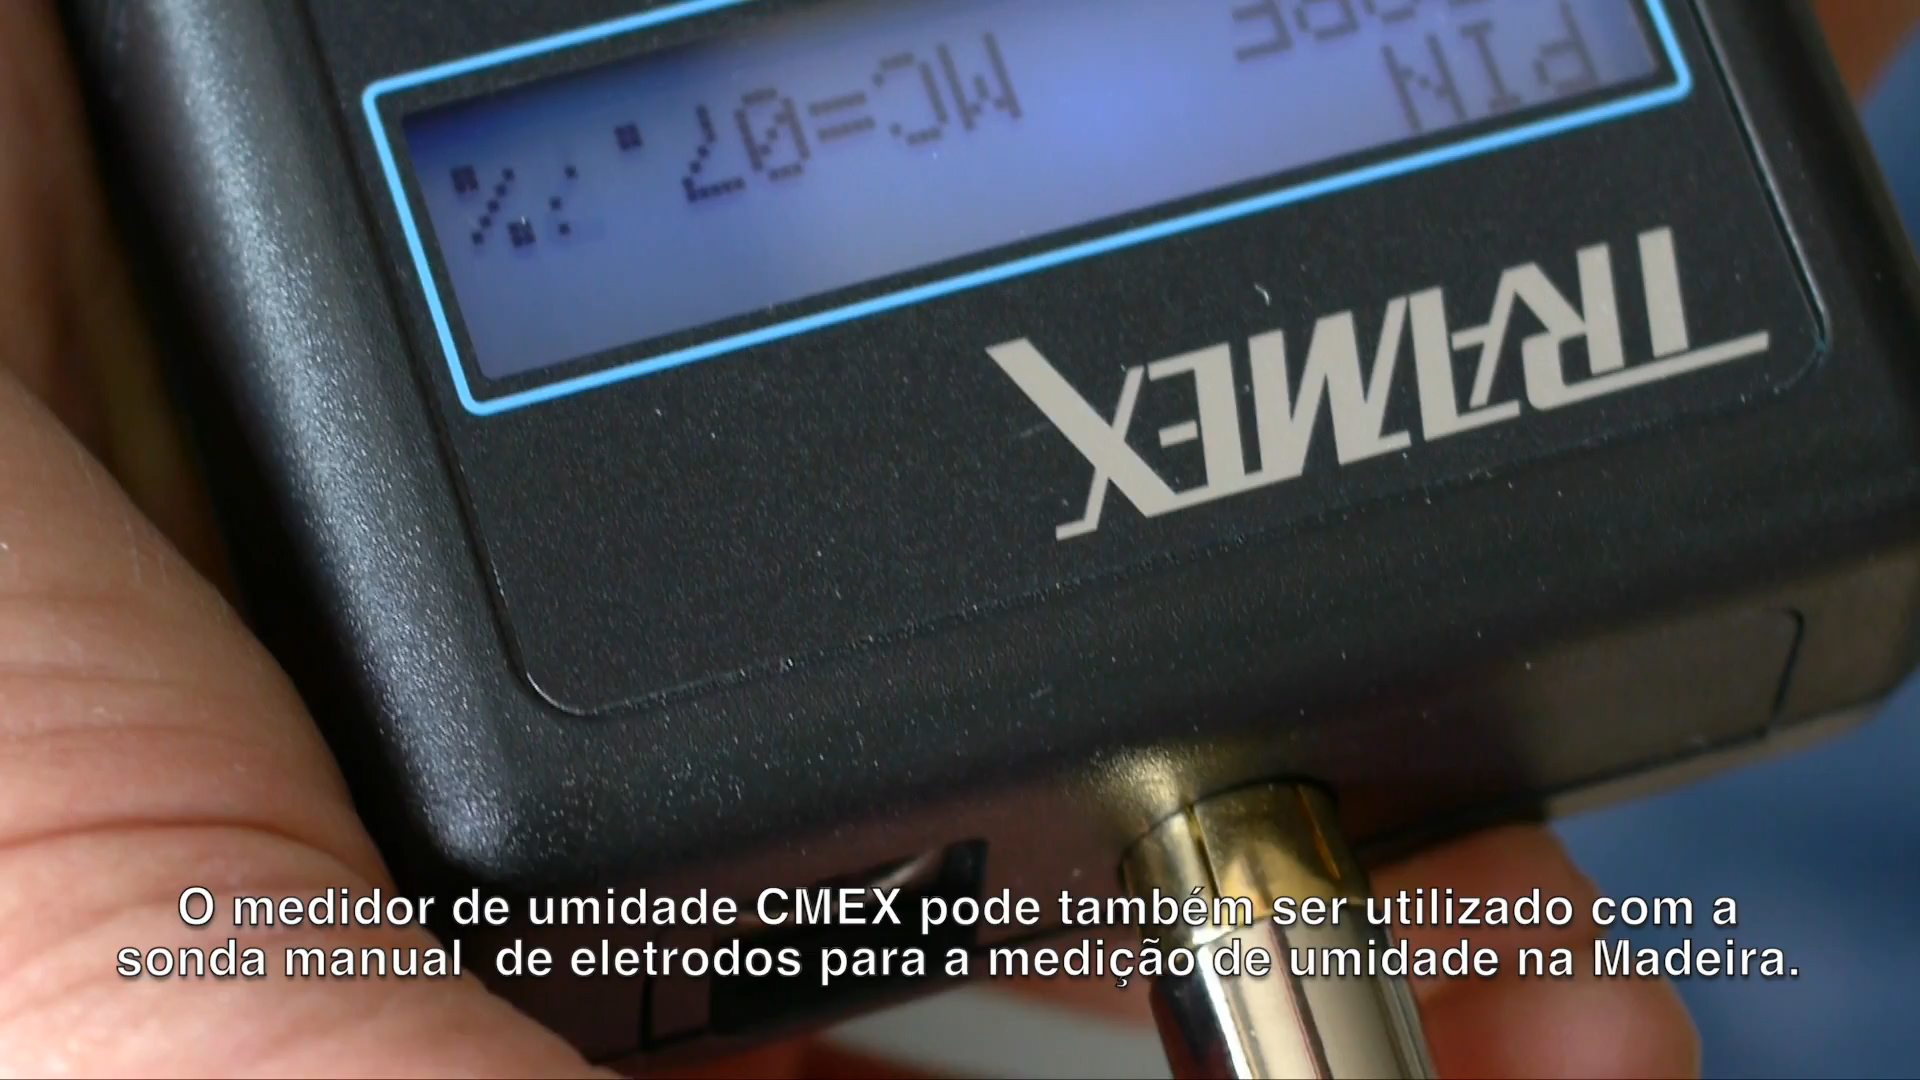 TRAMEX
PIN
MC=07.
O medidor de umidade CMEX pode também ser utilizado com a
sonda manual de eletrodos para a medição de umidade na Madeira.